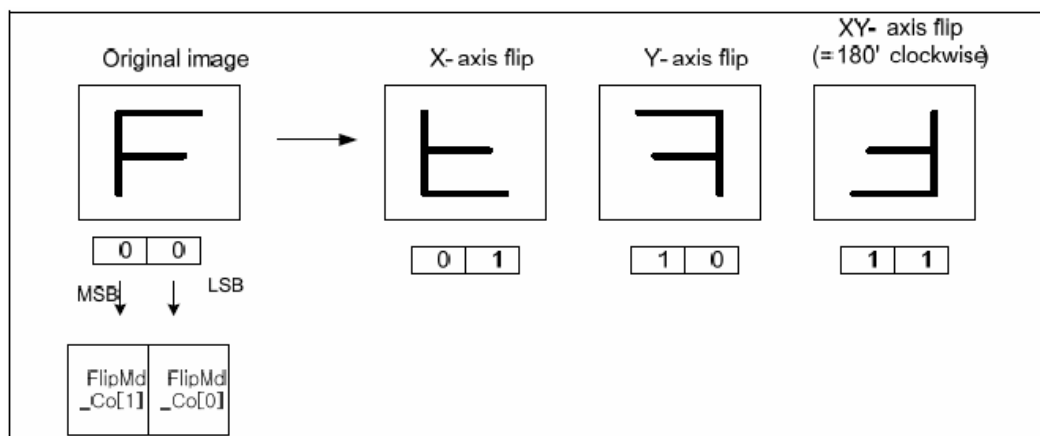 Original image
X- axis flip
Y- axis flip
XY- axis flip
(=180' clockwise)
F
0 0
0 1
1 0
1 1
MSB
LSB
FlipMd
_Co[1]
FlipMd
_Co[0]